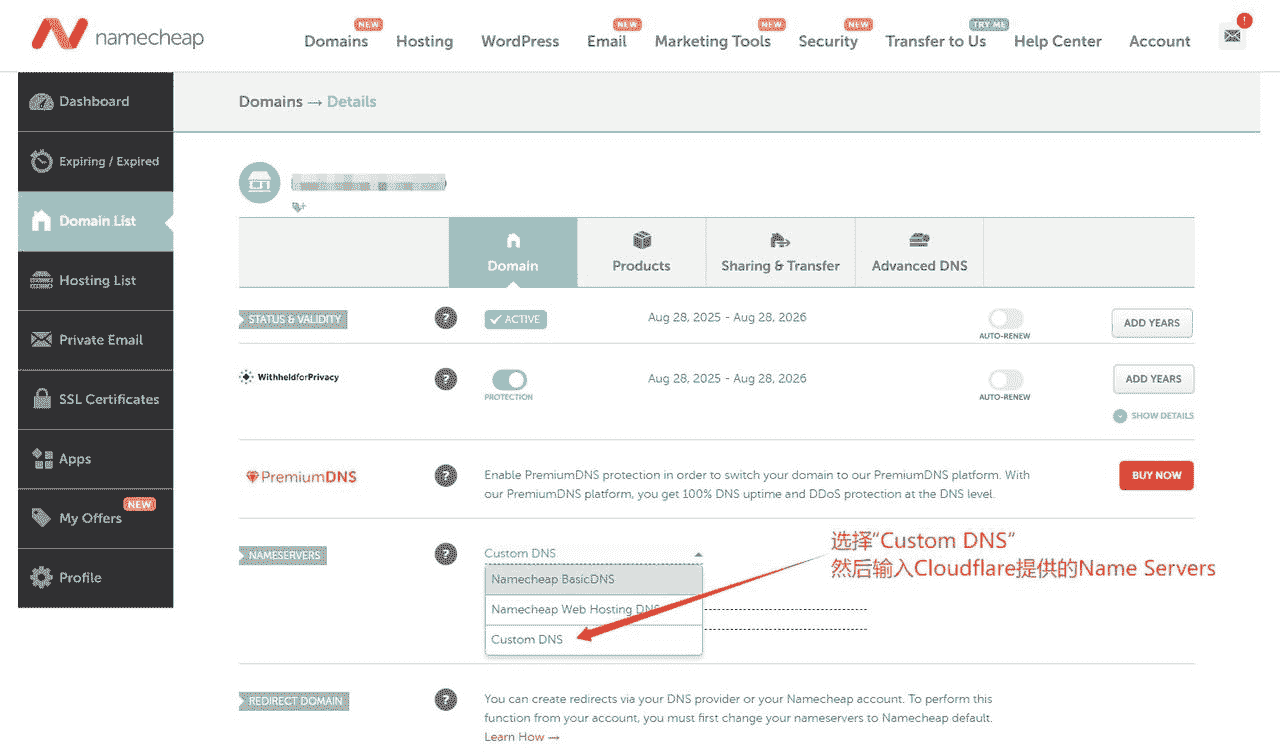 namecheap
Domains NEW
Hosting
WordPress
Email NEW
Marketing Tools NEW
Security NEW
Transfer to Us TRY ME
Help Center
Account
!
Dashboard
Expiring / Expired
Domain List
Hosting List
Private Email
SSL Certificates
Apps
My Offers NEW
Profile
Domains → Details
Domain
Products
Sharing & Transfer
Advanced DNS
STATUS & VALIDITY
?
ACTIVE
Aug 28, 2025 - Aug 28, 2026
AUTO-RENEW
ADD YEARS
WithheldforPrivacy
?
PROTECTION
Aug 28, 2025 - Aug 28, 2026
AUTO-RENEW
ADD YEARS
SHOW DETAILS
PremiumDNS
?
Enable PremiumDNS protection in order to switch your domain to our PremiumDNS platform. With
our PremiumDNS platform, you get 100% DNS uptime and DDoS protection at the DNS level.
BUY NOW
NAMESERVERS
?
Custom DNS
Namecheap BasicDNS
Namecheap Web Hosting DNS
Custom DNS
选择“Custom DNS”
然后输入Cloudflare提供的Name Servers
REDIRECT DOMAIN
?
You can create redirects via your DNS provider or your Namecheap account. To perform this
function from your account, you must first change your nameservers to Namecheap default.
Learn How →